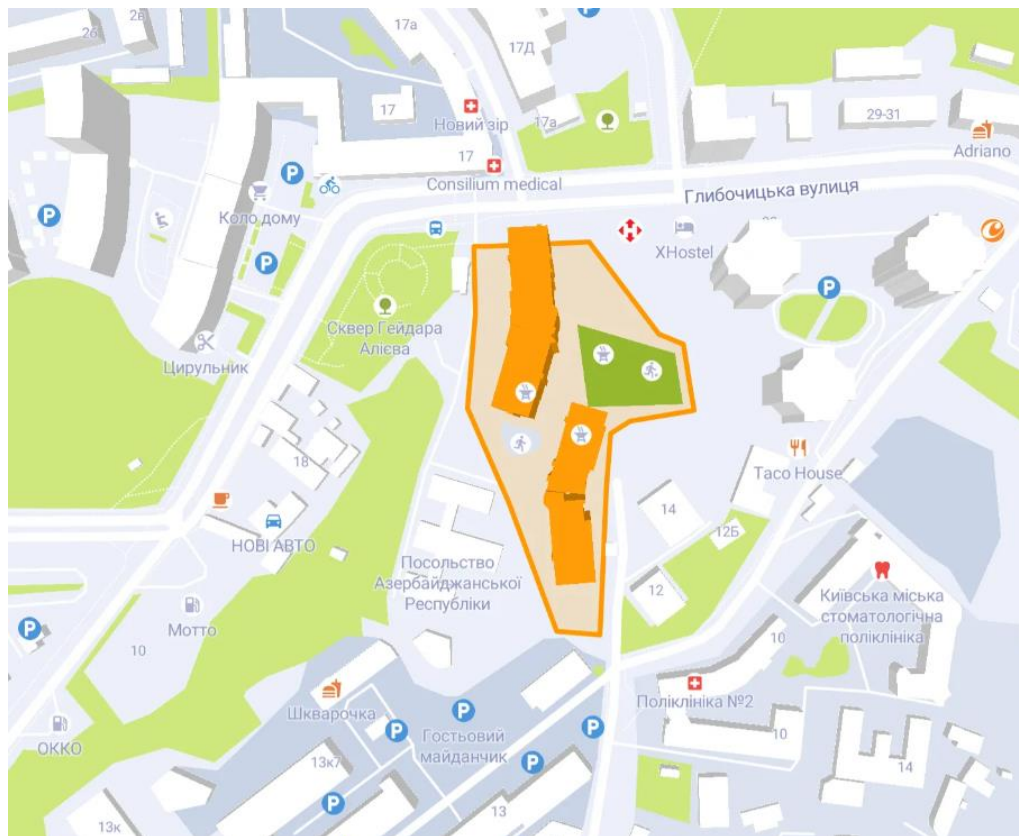 2в
26
17а
17Д
17
Новий зір
17а
29-31
Adriano
17
Consilium medical
Глибочицька вулиця
Коло дому
XHostel
Сквер Гейдара
Алієва
Цирульник
18
Taco House
14
12Б
НОВІ АВТО
Посольство
Азербайджанської
Республіки
12
Київська міська
стоматологічна
поліклініка
Мотто
10
10
Поліклініка №2
Шкварочка
Гостьовий
майданчик
ОККО
10
13к7
14
13
13к